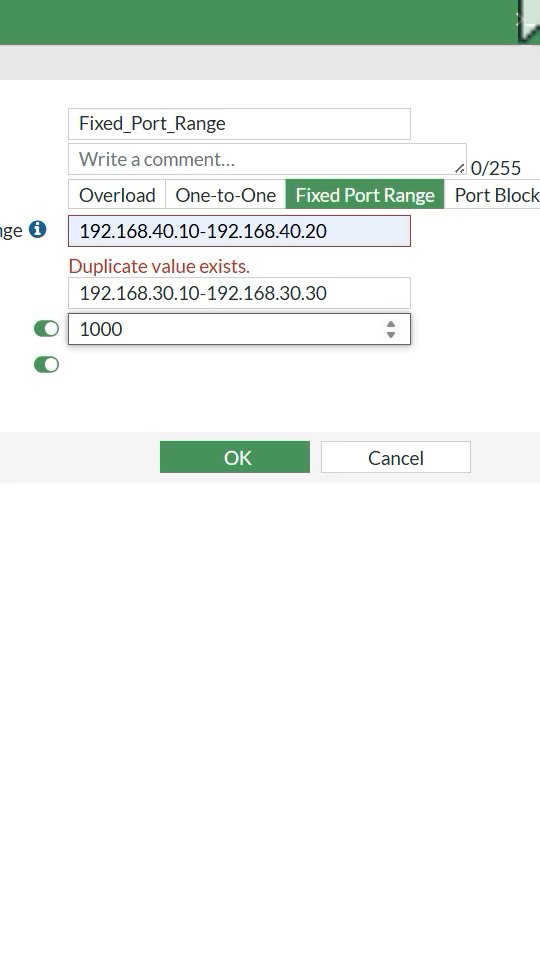 Fixed_Port_Range
Write a comment...
0/255
Overload One-to-One Fixed Port Range Port Block
nge 192.168.40.10-192.168.40.20
Duplicate value exists.
192.168.30.10-192.168.30.30
1000
OK Cancel